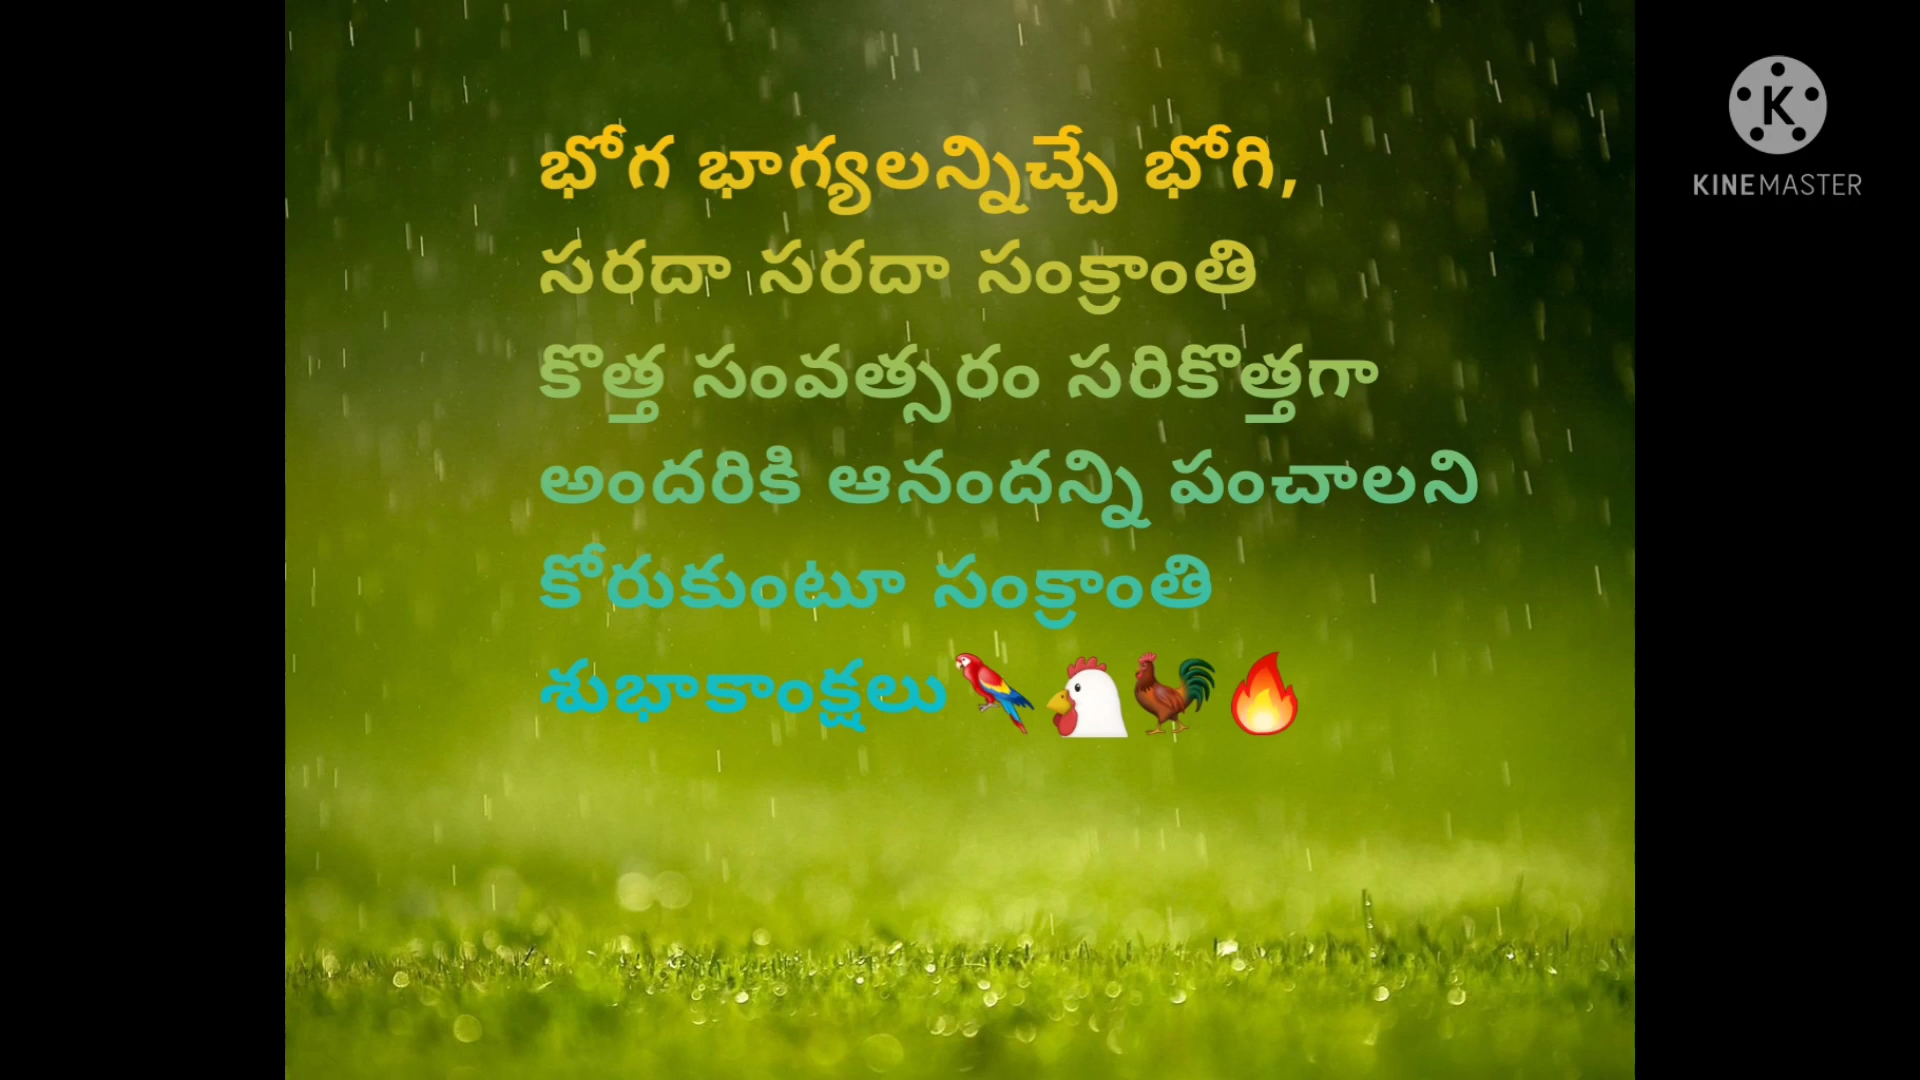 భోగ భాగ్యలన్నిచ్చే భోగి,
సరదా సరదా సంక్రాంతి
కొత్త సంవత్సరం సరికొత్తగా
అందరికి ఆనందన్ని పంచాలని
కోరుకుంటూ సంక్రాంతి
శుభాకాంక్షలు🦜🐔🐓🔥
KINEMASTER